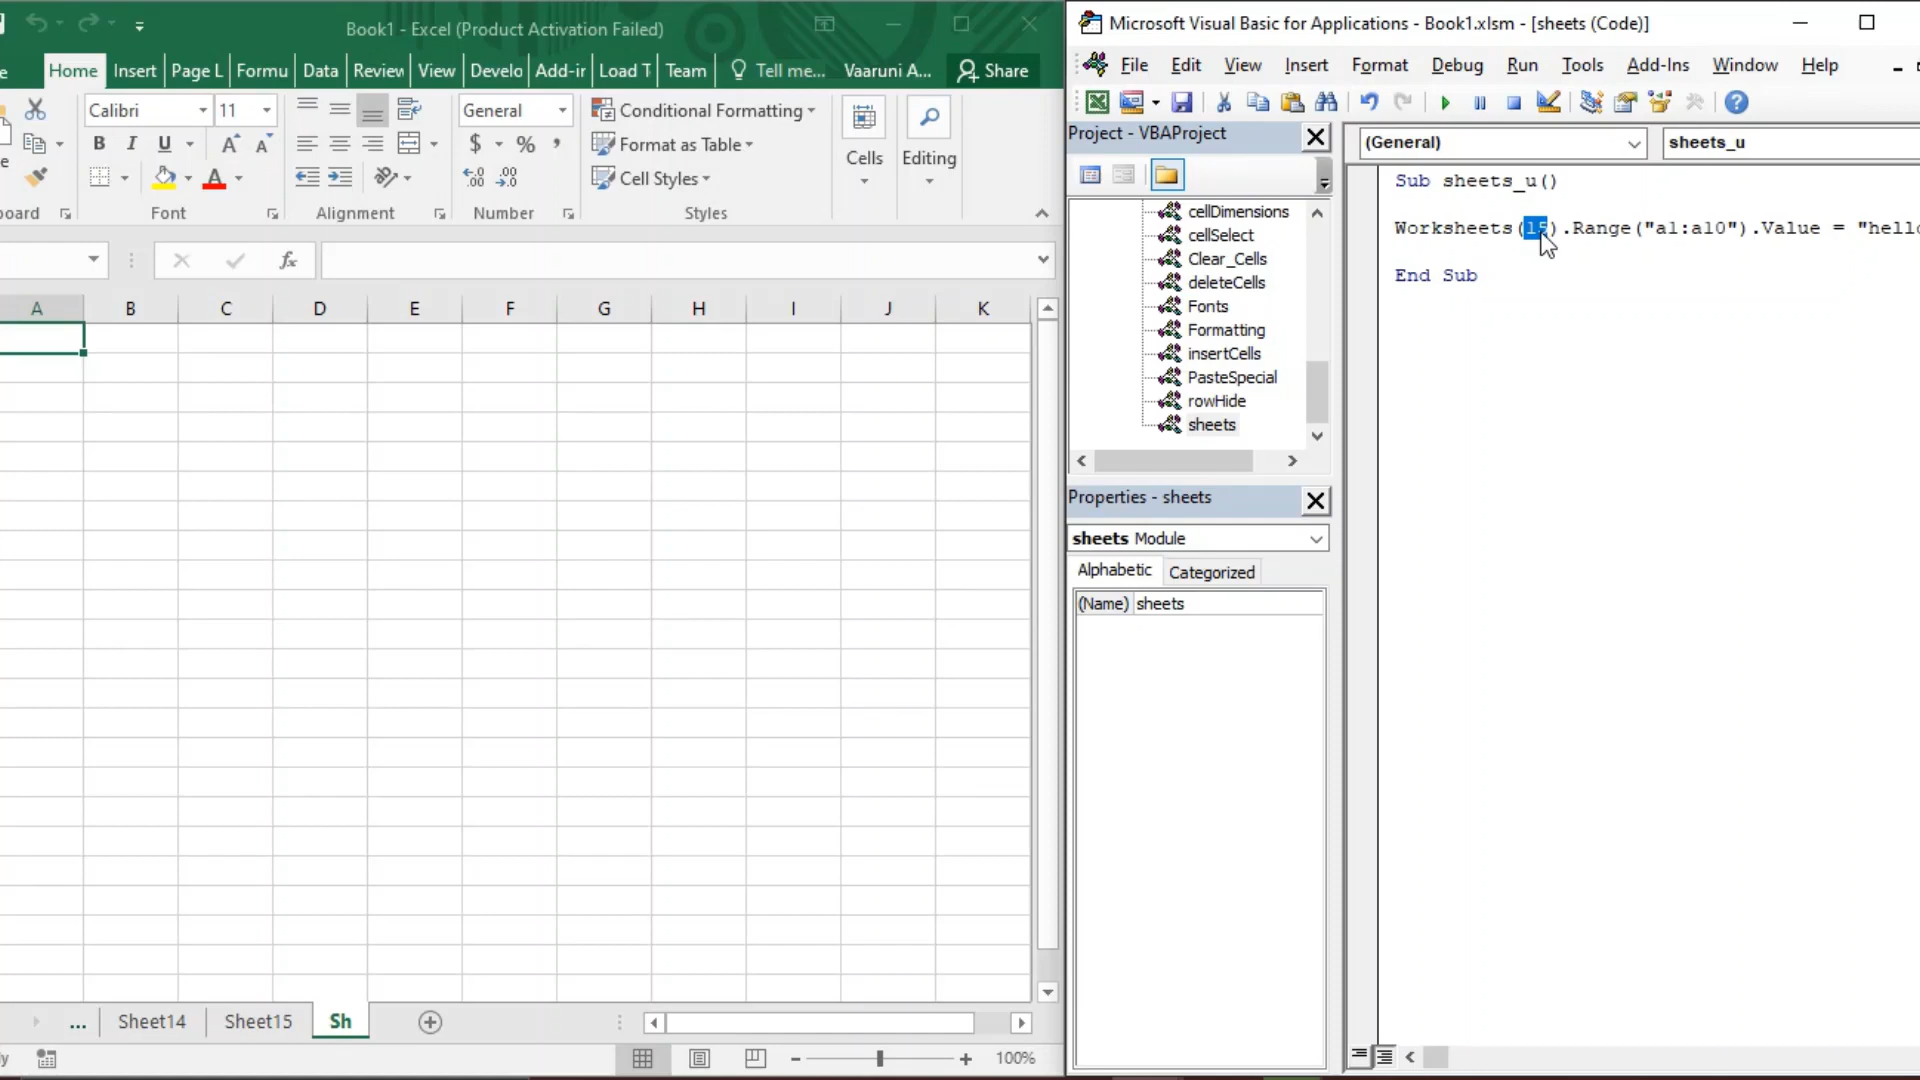 Book1 - Excel (Product Activation Failed)
Home Insert Page L Formu Data Review View Develo Add-ir Load T Team Tell me... Vaaruni A... Share
Calibri 11
General
Conditional Formatting
Format as Table
Cell Styles
Cells
Editing
B I U A A
A
$ % ,
oard Font Alignment Number Styles
fx
A B C D E F G H I J K
... Sheet14 Sheet15 Sh
100%
Microsoft Visual Basic for Applications - Book1.xlsm - [sheets (Code)]
File Edit View Insert Format Debug Run Tools Add-Ins Window Help
Project - VBAProject
cellDimensions
cellSelect
Clear_Cells
deleteCells
Fonts
Formatting
insertCells
PasteSpecial
rowHide
sheets
Properties - sheets
sheets Module
Alphabetic Categorized
(Name) sheets
(General) sheets_u
Sub sheets_u()
Worksheets(15).Range("a1:a10").Value = "hello
End Sub